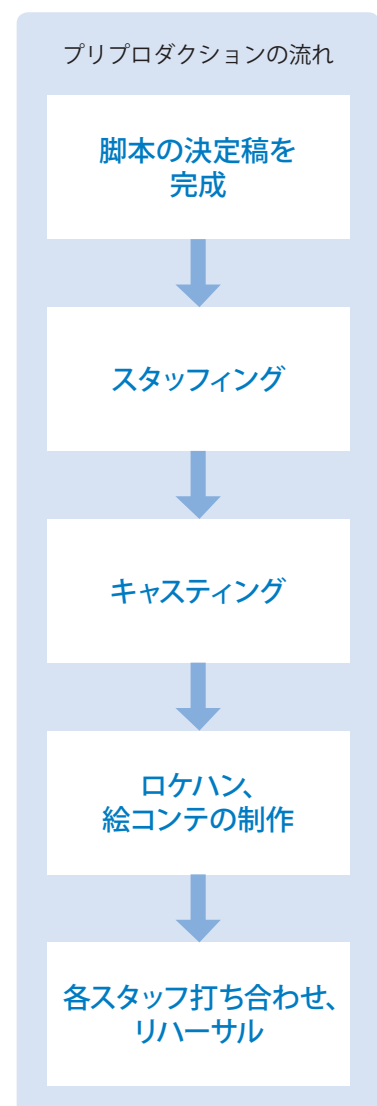 プリプロダクションの流れ
脚本の決定稿を
完成
スタッフィング
キャスティング
ロケハン、
絵コンテの制作
各スタッフ打ち合わせ、
リハーサル